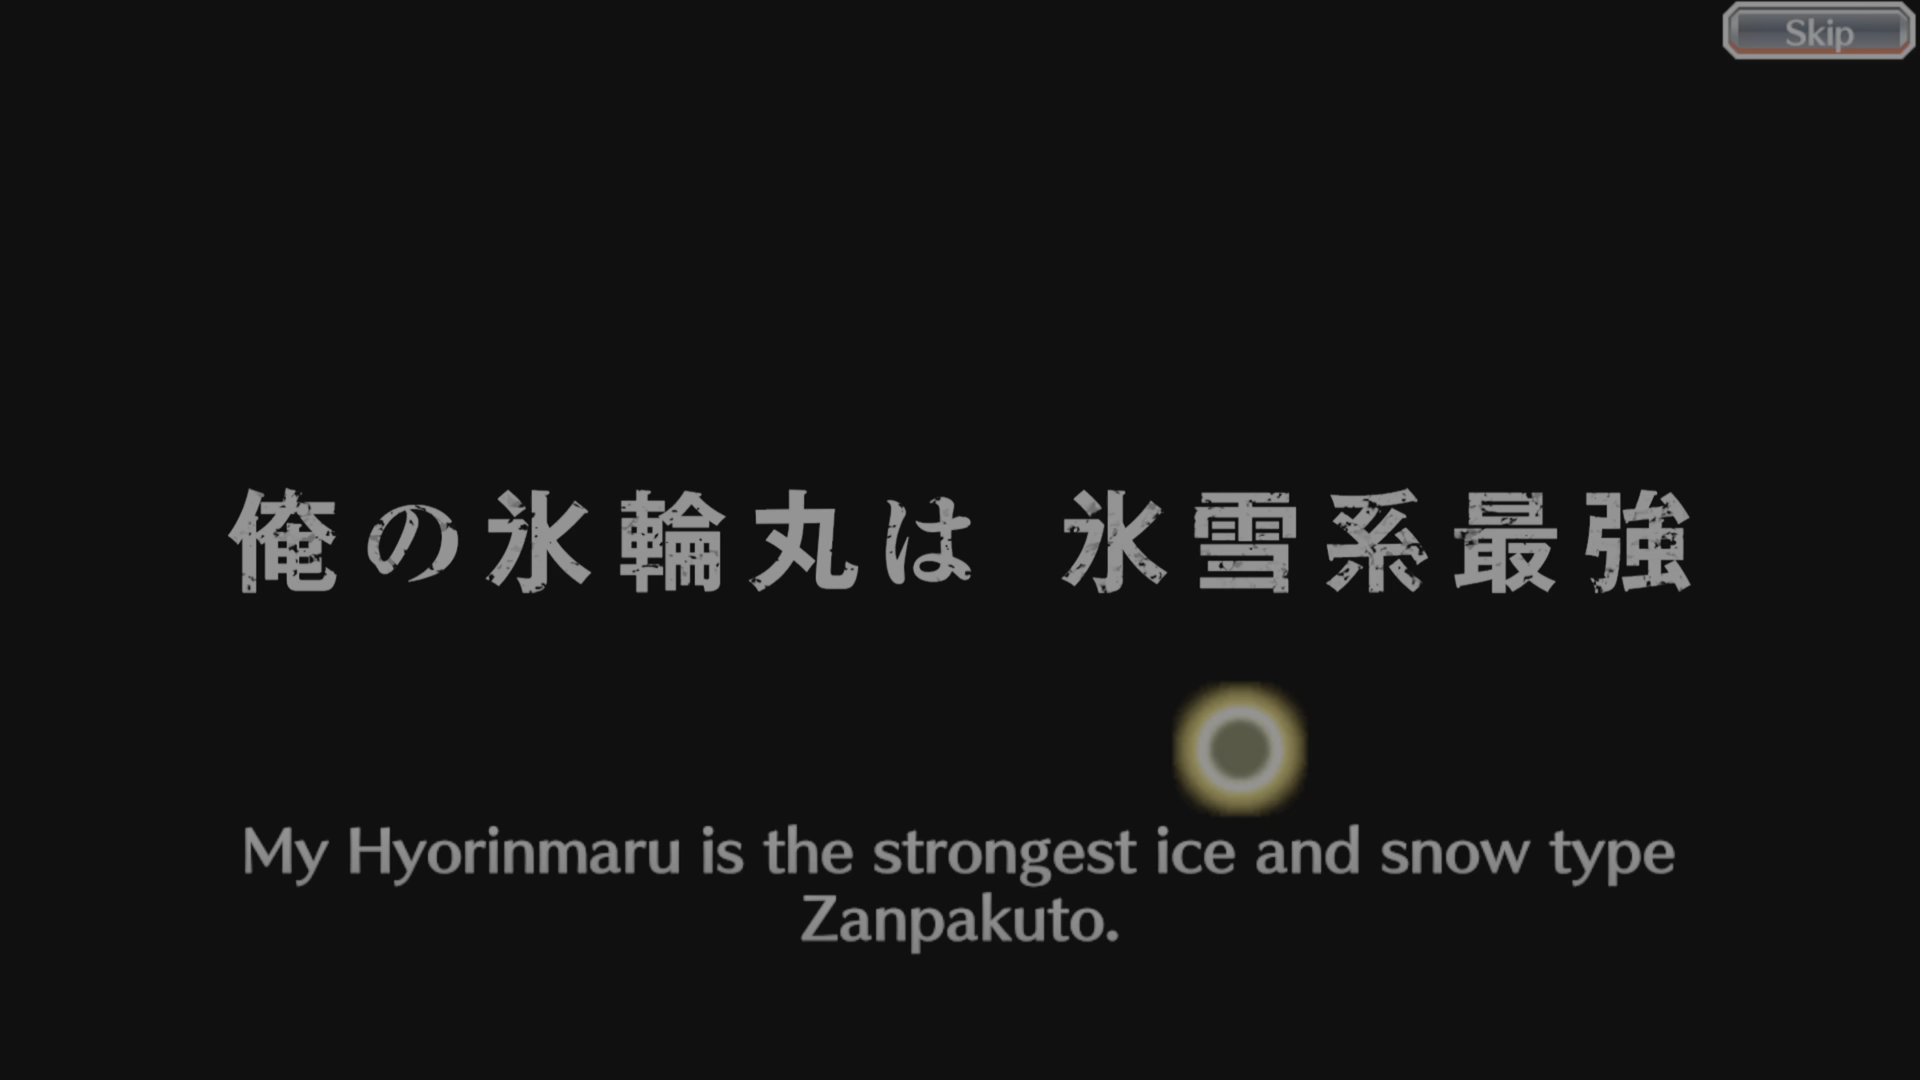 Skip
俺の氷輪丸は 氷雪系最強
My Hyorinmaru is the strongest ice and snow type
Zanpakuto.